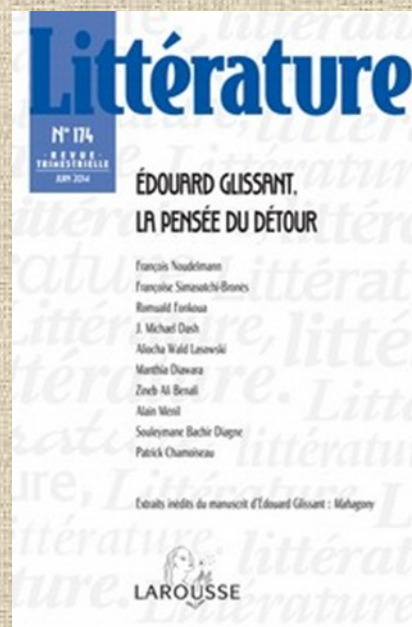 Littérature
N° 174
- REVUE -
TRIMESTRIELLE
JUIN 2014
ÉDOUARD GLISSANT,
LA PENSÉE DU DÉTOUR
François Noudelmann
Françoise Simasotchi-Bronès
Romuald Fonkoua
J. Michael Dash
Aliocha Wald Lasowski
Manthia Diawara
Zineb Ali Benali
Alain Menil
Souleymane Bachir Diagne
Patrick Chamoiseau
Extraits inédits du manuscrit d'Édouard Glissant : Mahagony
LAROUSSE